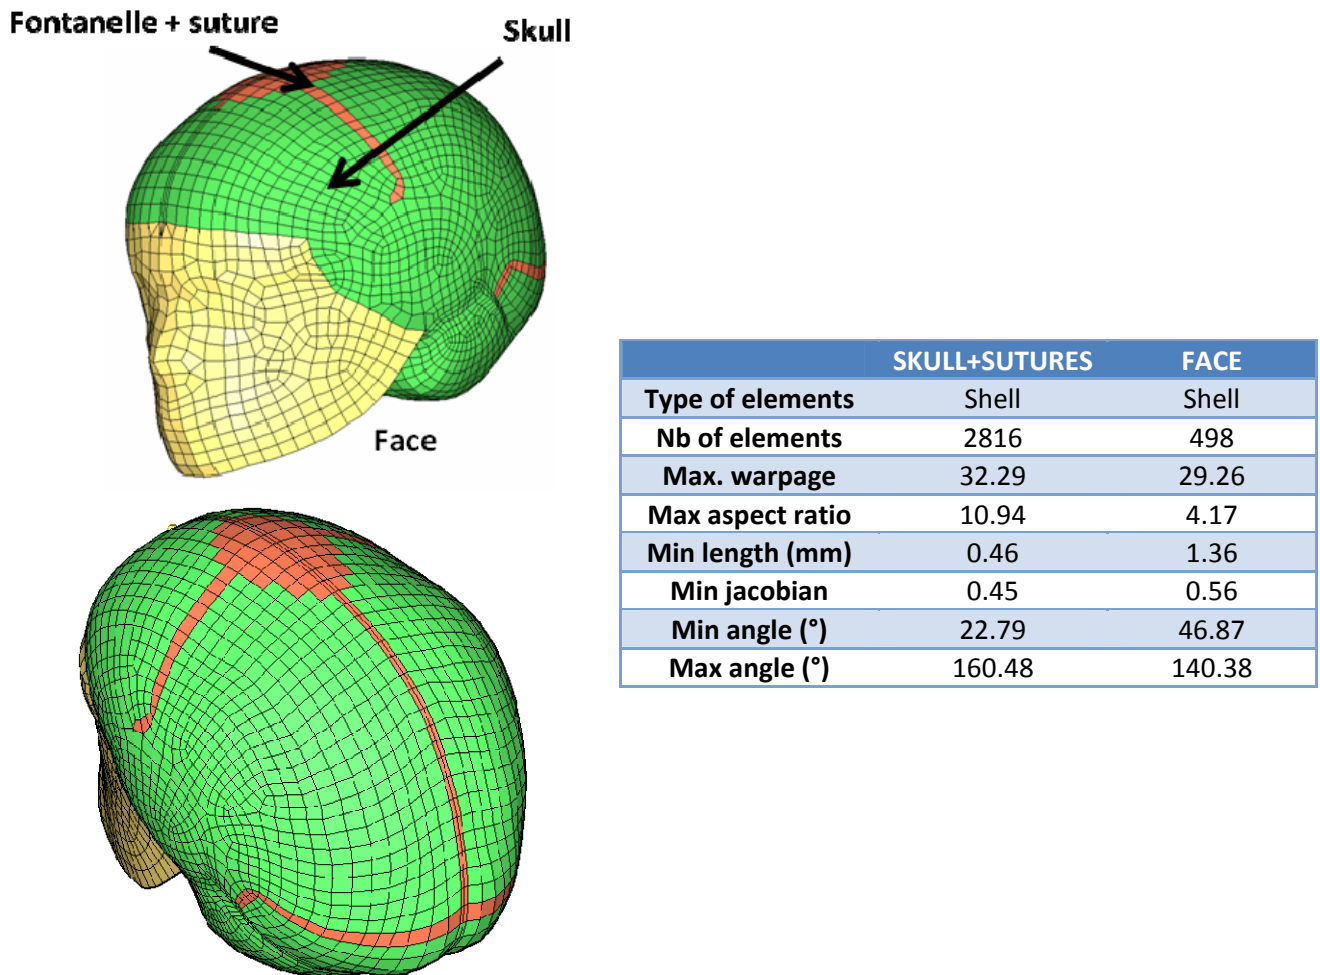 Fontanelle + suture
Skull
Face
SKULL+SUTURES FACE
Type of elements Shell Shell
Nb of elements 2816 498
Max. warpage 32.29 29.26
Max aspect ratio 10.94 4.17
Min length (mm) 0.46 1.36
Min jacobian 0.45 0.56
Min angle (°) 22.79 46.87
Max angle (°) 160.48 140.38